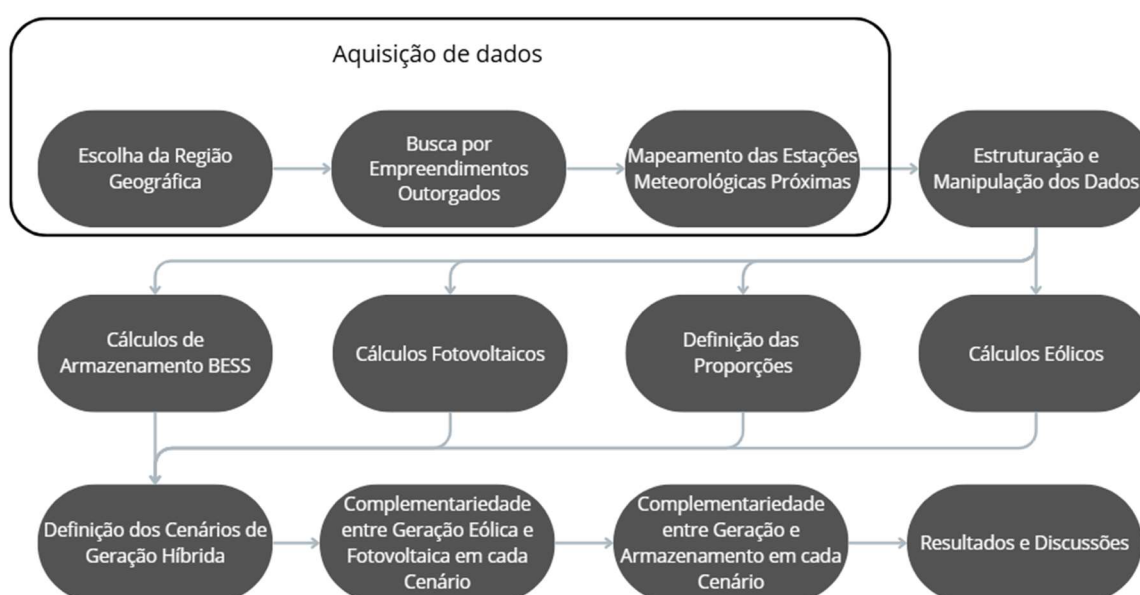 Aquisição de dados
Escolha da Região
Geográfica
Busca por
Empreendimentos
Outorgados
Mapeamento das Estações
Meteorológicas Próximas
Estruturação e
Manipulação dos Dados
Cálculos de
Armazenamento BESS
Cálculos Fotovoltaicos
Definição das
Proporções
Cálculos Eólicos
Definição dos Cenários de
Geração Híbrida
Complementariedade
entre Geração Eólica e
Fotovoltaica em cada
Cenário
Complementariedade
entre Geração e
Armazenamento em cada
Cenário
Resultados e Discussões